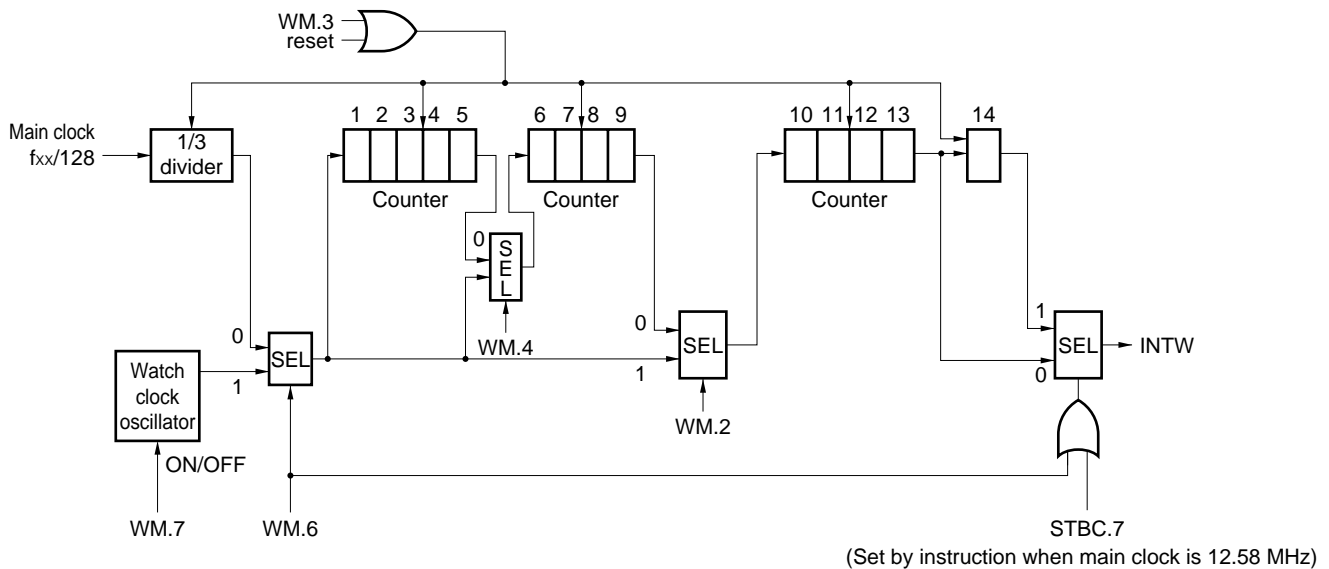 WM.3
reset
1 2 3 4 5
6 7 8 9
10 11 12 13
14
Main clock
fxx/128
1/3
divider
Counter
Counter
Counter
0
SEL
0
SEL
1
Watch
clock
oscillator
ON/OFF
WM.7
WM.6
WM.4
0
SEL
1
WM.2
1
SEL
0
INTW
STBC.7
(Set by instruction when main clock is 12.58 MHz)